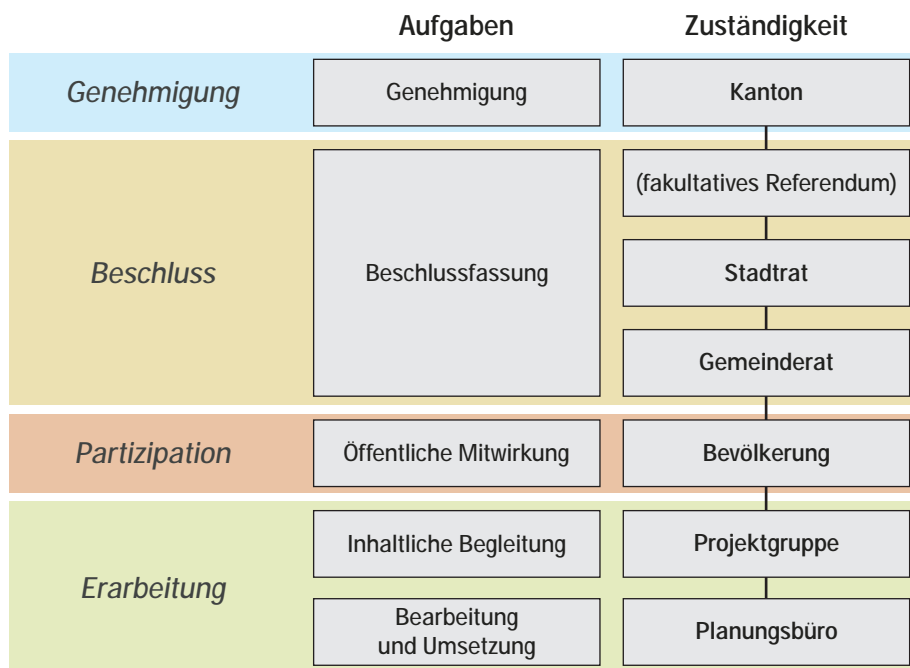 Aufgaben
Zuständigkeit
Genehmigung
Genehmigung
Kanton
Beschluss
Beschlussfassung
(fakultatives Referendum)
Stadtrat
Gemeinderat
Partizipation
Öffentliche Mitwirkung
Bevölkerung
Erarbeitung
Inhaltliche Begleitung
Projektgruppe
Bearbeitung
und Umsetzung
Planungsbüro